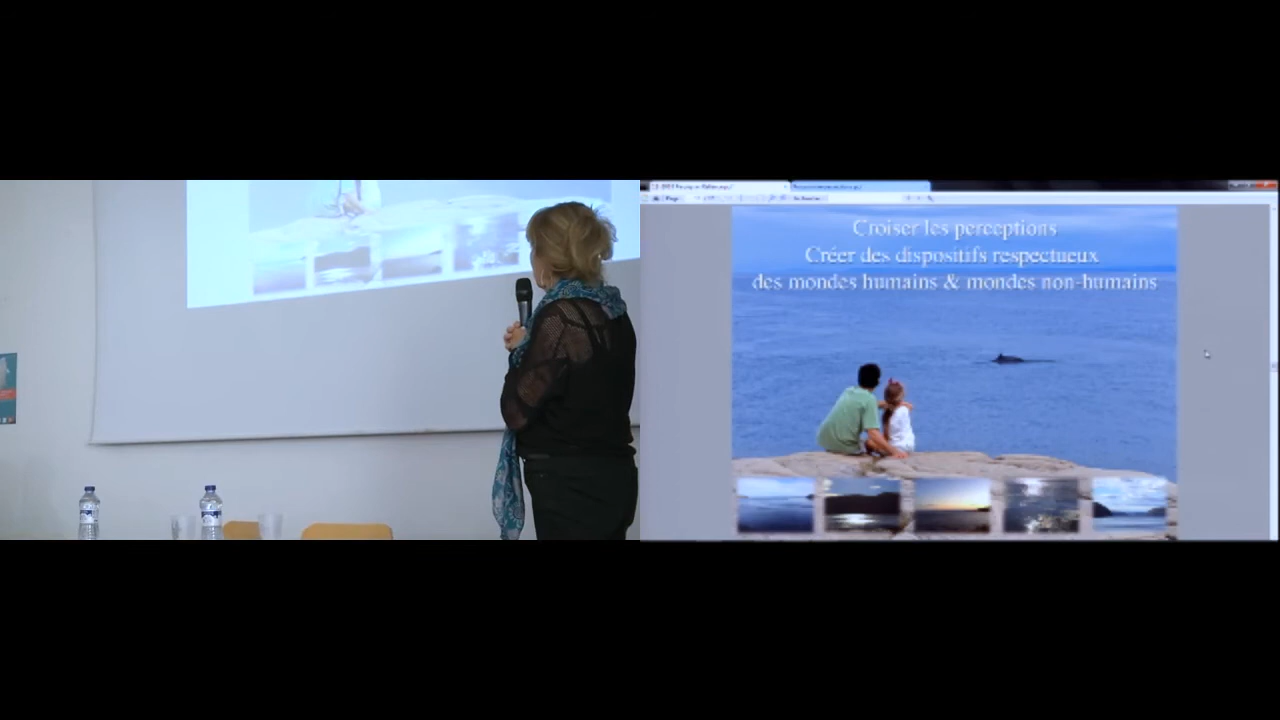 Croiser les perceptions
Créer des dispositifs respectueux
des mondes humains & mondes non-humains